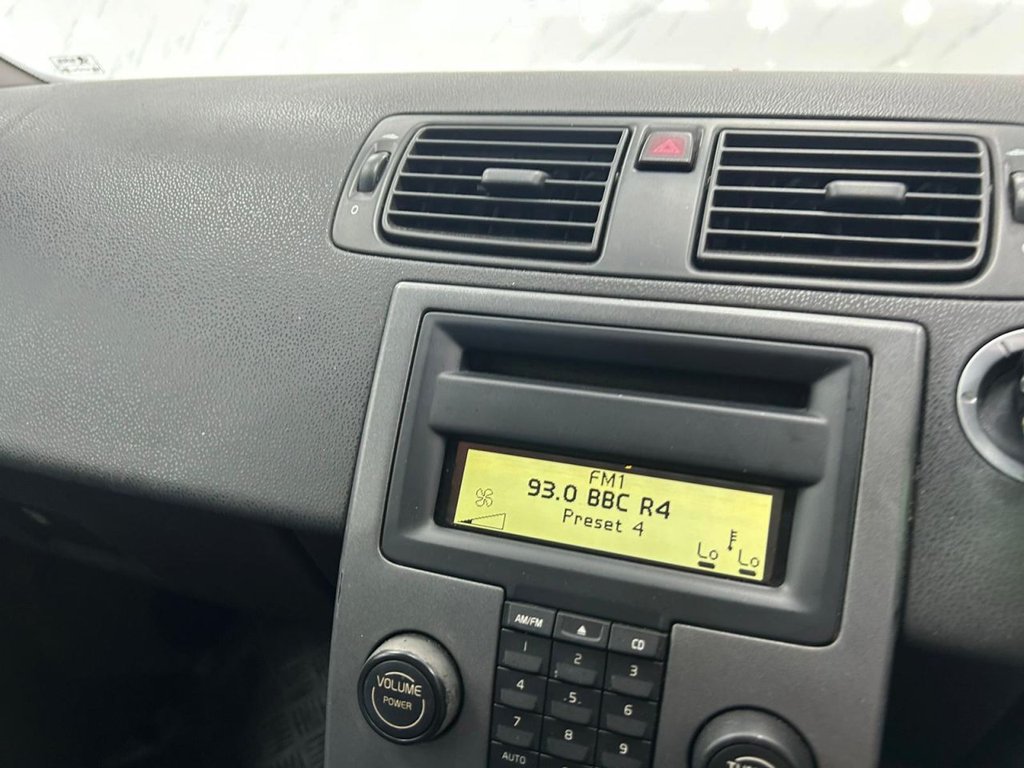 O
FM1
93.0 BBC R4
Preset 4
Lo Lo
AM/FM CD
1 2 3
VOLUME
POWER
4 5 6
7 8 9
AUTO